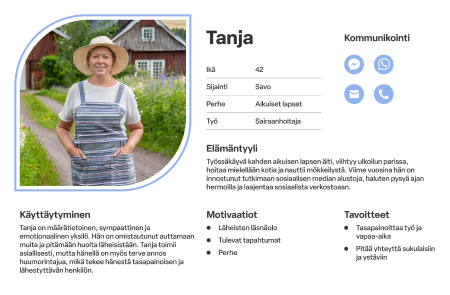 Tanja
Kommunikointi
Ikä 42
Sijainti Savo
Perhe Aikuiset lapset
Työ Sairaanhoitaja
Elämäntyyli
Työssäkäyvä kahden aikuisen lapsen äiti, viihtyy ulkoilun parissa,
hoitaa mielellään kotia ja nauttii mökkeilystä. Viime vuosina hän on
innostunut tutkimaan sosiaalisen median alustoja, haluten pysyä ajan
hermoilla ja laajentaa sosiaalista verkostoaan.
Käyttäytyminen
Tanja on määrätietoinen, sympaattinen ja
emotionaalinen yksilö. Hän on omistautunut auttamaan
muita ja pitämään huolta läheisistään. Tanja toimii
asiallisesti, mutta hänellä on myös terve annos
huumorintajua, mikä tekee hänestä tasapainoisen ja
lähestyttävän henkilön.
Motivaatiot
Läheisten läsnäolo
Tulevat tapahtumat
Perhe
Tavoitteet
Tasapainoittaa työ ja
vapaa-aika
Pitää yhteyttä sukulaisiin
ja ystäviin